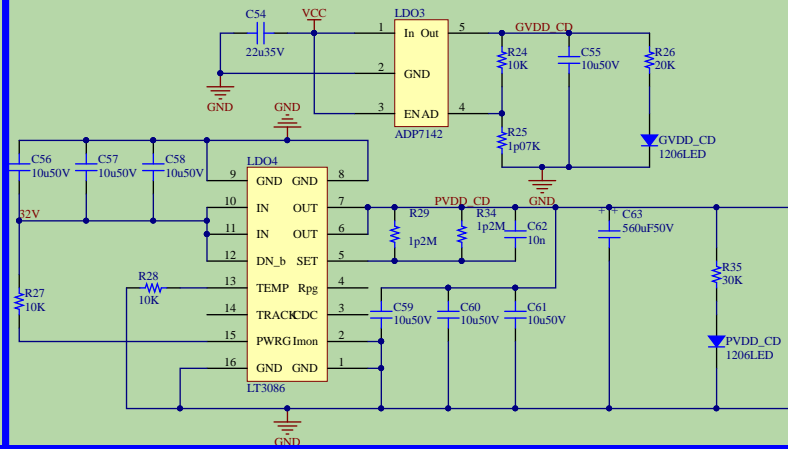 C54
22u35V
VCC
GND
LDO3
1
In Out
5
2
GND
3
EN AD
4
ADP7142
GVDD_CD
R24
10K
C55
10u50V
R26
20K
R25
1p07K
GVDD_CD
1206LED
GND
GND
C56
10u50V
C57
10u50V
C58
10u50V
32V
R27
10K
R28
10K
LDO4
9
GND GND
8
10
IN OUT
7
11
IN OUT
6
12
DN_b SET
5
13
TEMP Rpg
4
14
TRACK CDC
3
15
PWRG Imon
2
16
GND GND
1
LT3086
PVDD_CD
R29
1p2M
R34
1p2M
C62
10n
C63
560uF50V
+
+
C59
10u50V
C60
10u50V
C61
10u50V
R35
30K
PVDD_CD
1206LED
GND